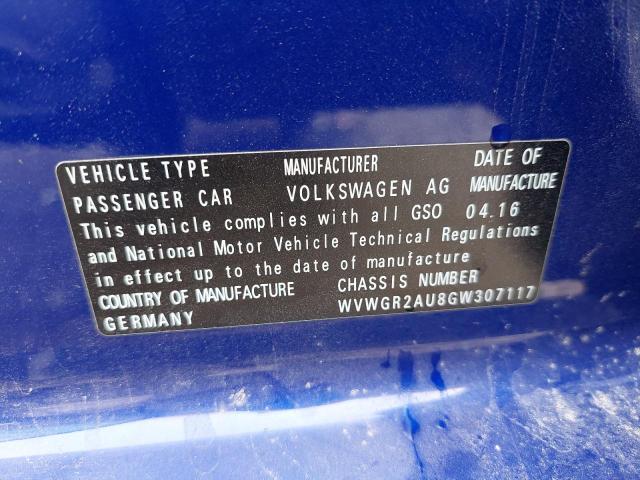 VEHICLE TYPE MANUFACTURER DATE OF
PASSENGER CAR VOLKSWAGEN AG MANUFACTURE
This vehicle complies with all GSO 04.16
and National Motor Vehicle Technical Regulations
in effect up to the date of manufacture
COUNTRY OF MANUFACTURE CHASSIS NUMBER
GERMANY WVWGR2AU8GW307117